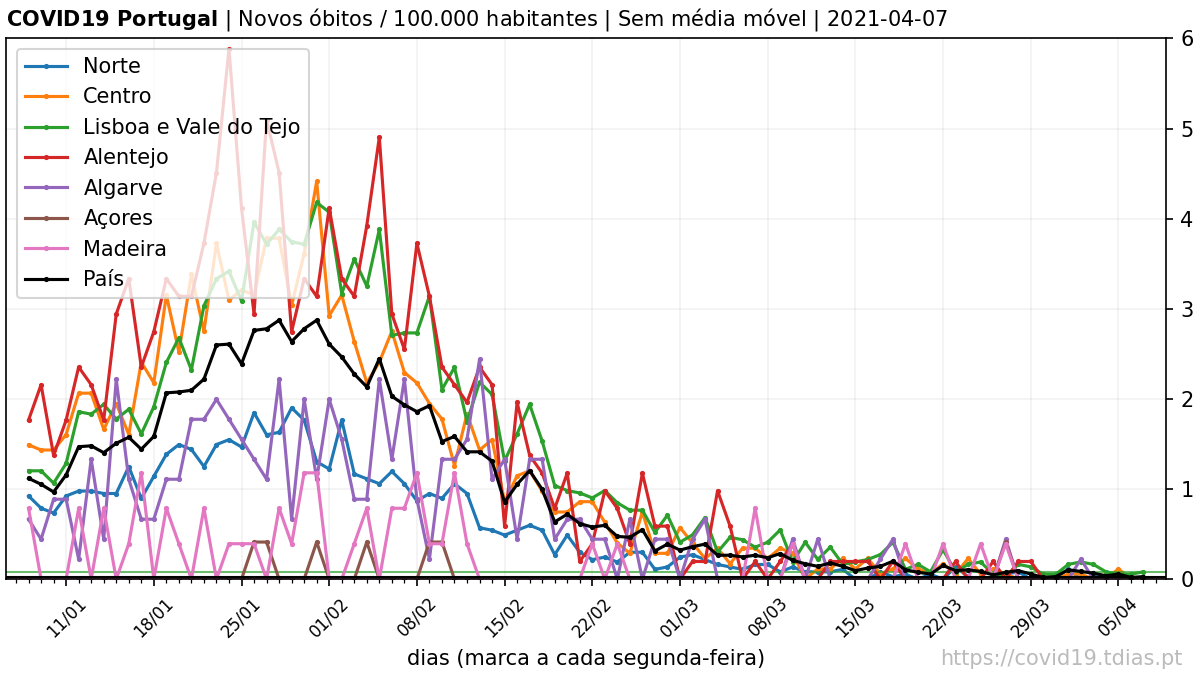 COVID19 Portugal | Novos óbitos / 100.000 habitantes | Sem média móvel | 2021-04-07
Norte
Centro
Lisboa e Vale do Tejo
Alentejo
Algarve
Açores
Madeira
País
6
5
4
3
2
1
0
11/01
18/01
25/01
01/02
08/02
15/02
22/02
01/03
08/03
15/03
22/03
29/03
05/04
dias (marca a cada segunda-feira)
https://covid19.tdias.pt